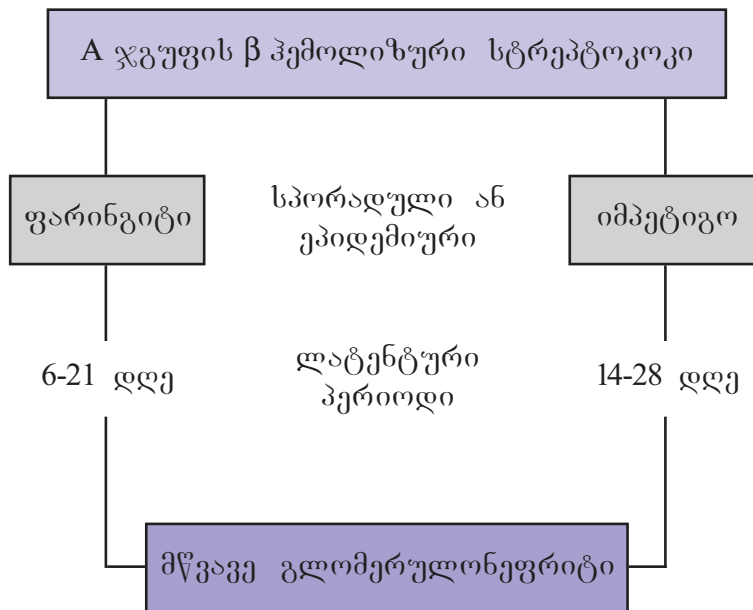 A ჯგუფის β ჰემოლიზური სტრეპტოკოკი
ფარინგიტი
სპორადული ან
ეპიდემიური
იმპეტიგო
6-21 დღე
ლატენტური
პერიოდი
14-28 დღე
მწვავე გლომერულონეფრიტი